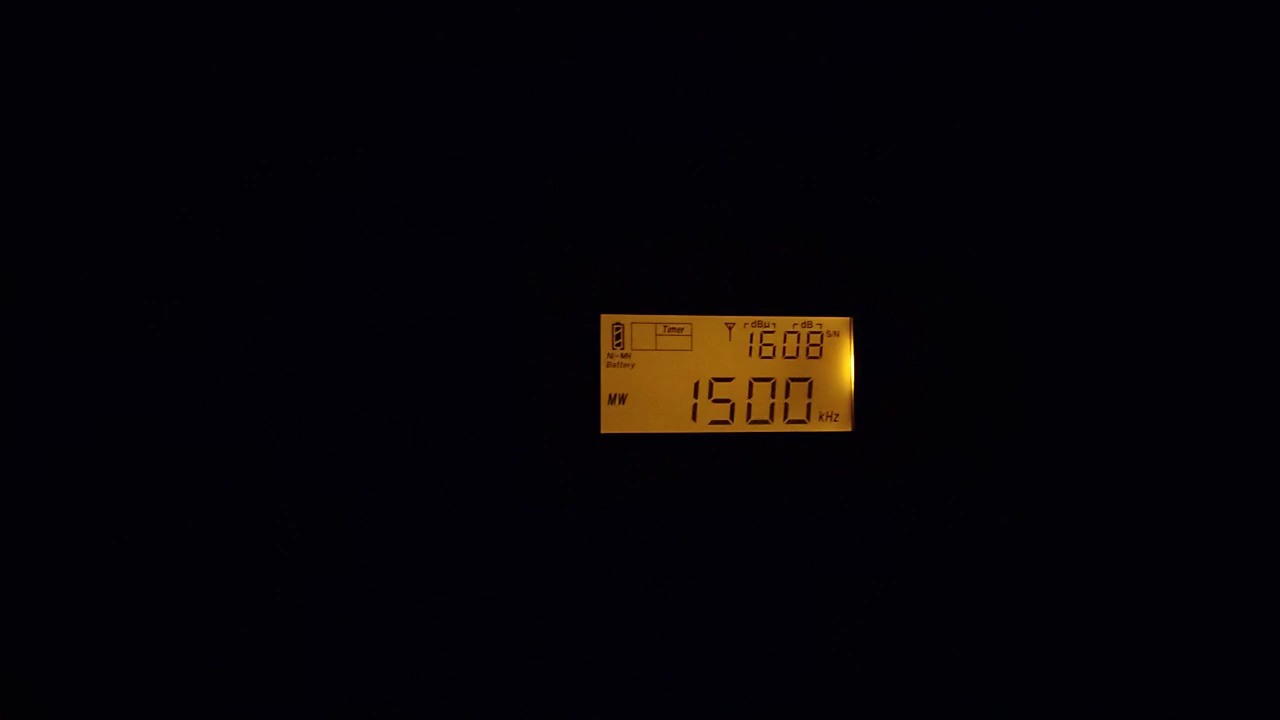 Timer dBµ dB
1608 S/N
Ni-MH
Battery
MW 1500 kHz